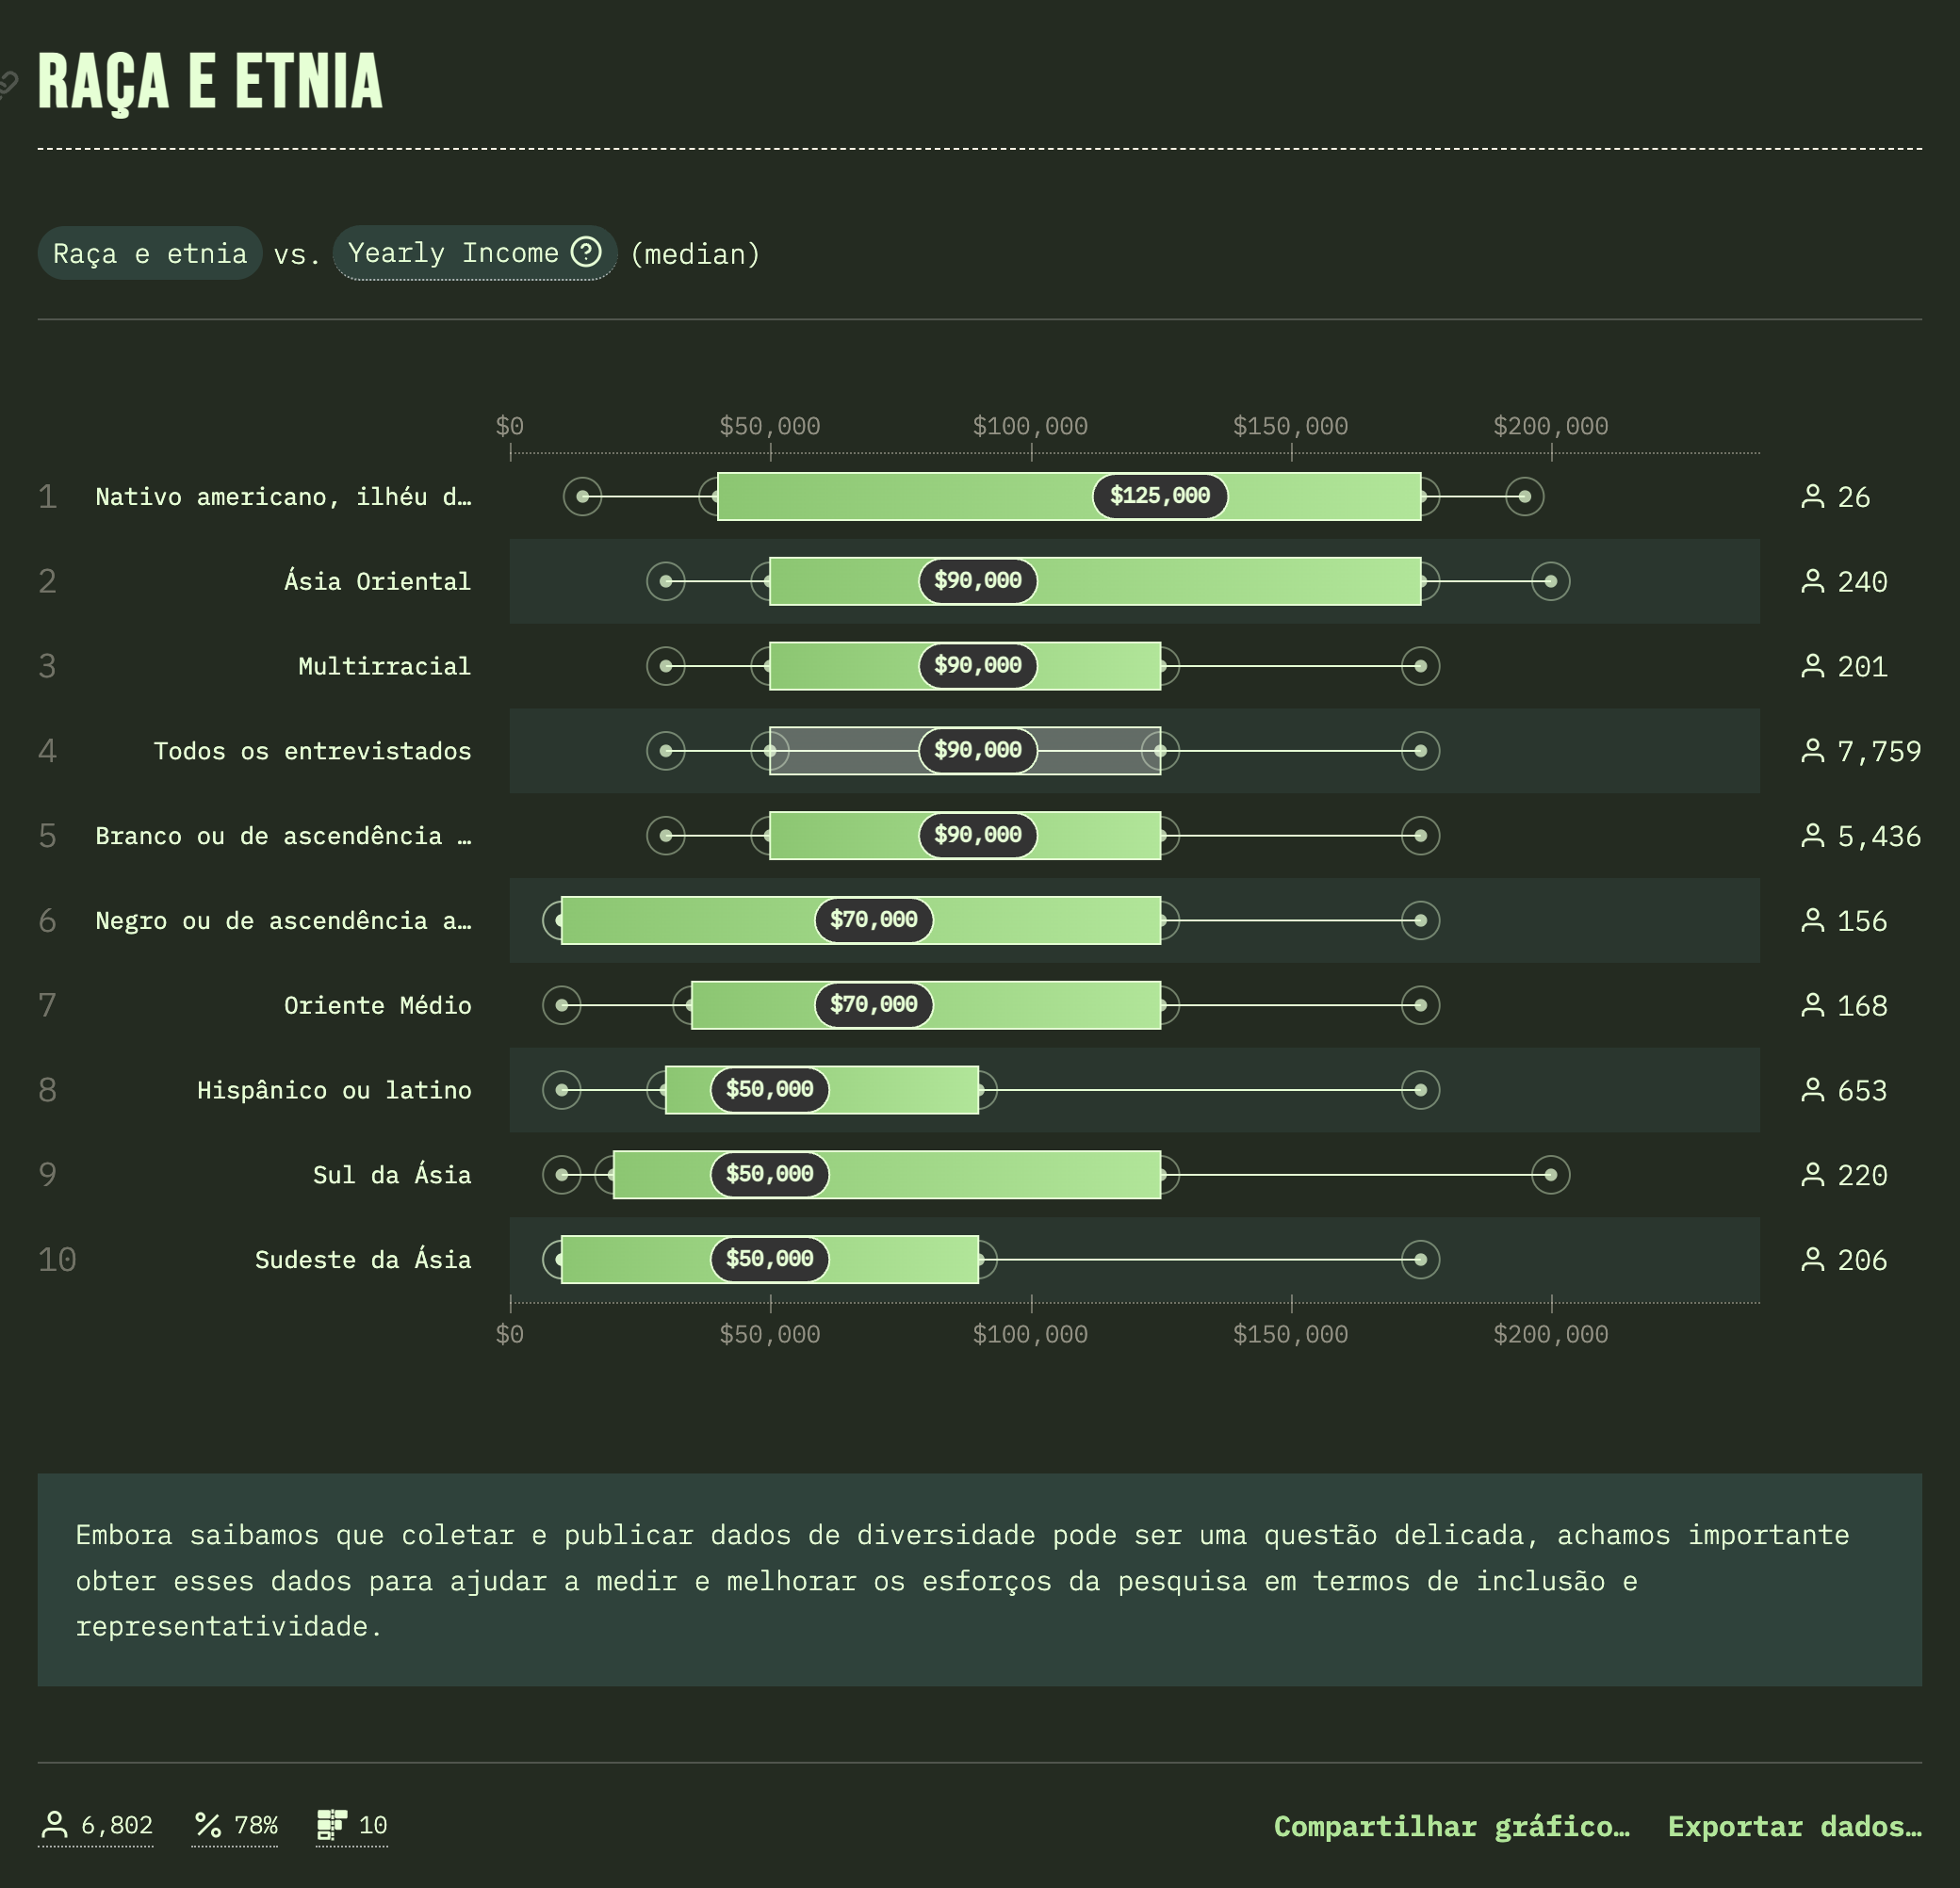 RAÇA E ETNIA
Raça e etnia vs. Yearly Income ? (median)
$0 $50,000 $100,000 $150,000 $200,000
1 Nativo americano, ilhéu d… $125,000 26
2 Ásia Oriental $90,000 240
3 Multirracial $90,000 201
4 Todos os entrevistados $90,000 7,759
5 Branco ou de ascendência … $90,000 5,436
6 Negro ou de ascendência a… $70,000 156
7 Oriente Médio $70,000 168
8 Hispânico ou latino $50,000 653
9 Sul da Ásia $50,000 220
10 Sudeste da Ásia $50,000 206
$0 $50,000 $100,000 $150,000 $200,000
Embora saibamos que coletar e publicar dados de diversidade pode ser uma questão delicada, achamos importante
obter esses dados para ajudar a medir e melhorar os esforços da pesquisa em termos de inclusão e
representatividade.
6,802 78% 10 Compartilhar gráfico… Exportar dados…